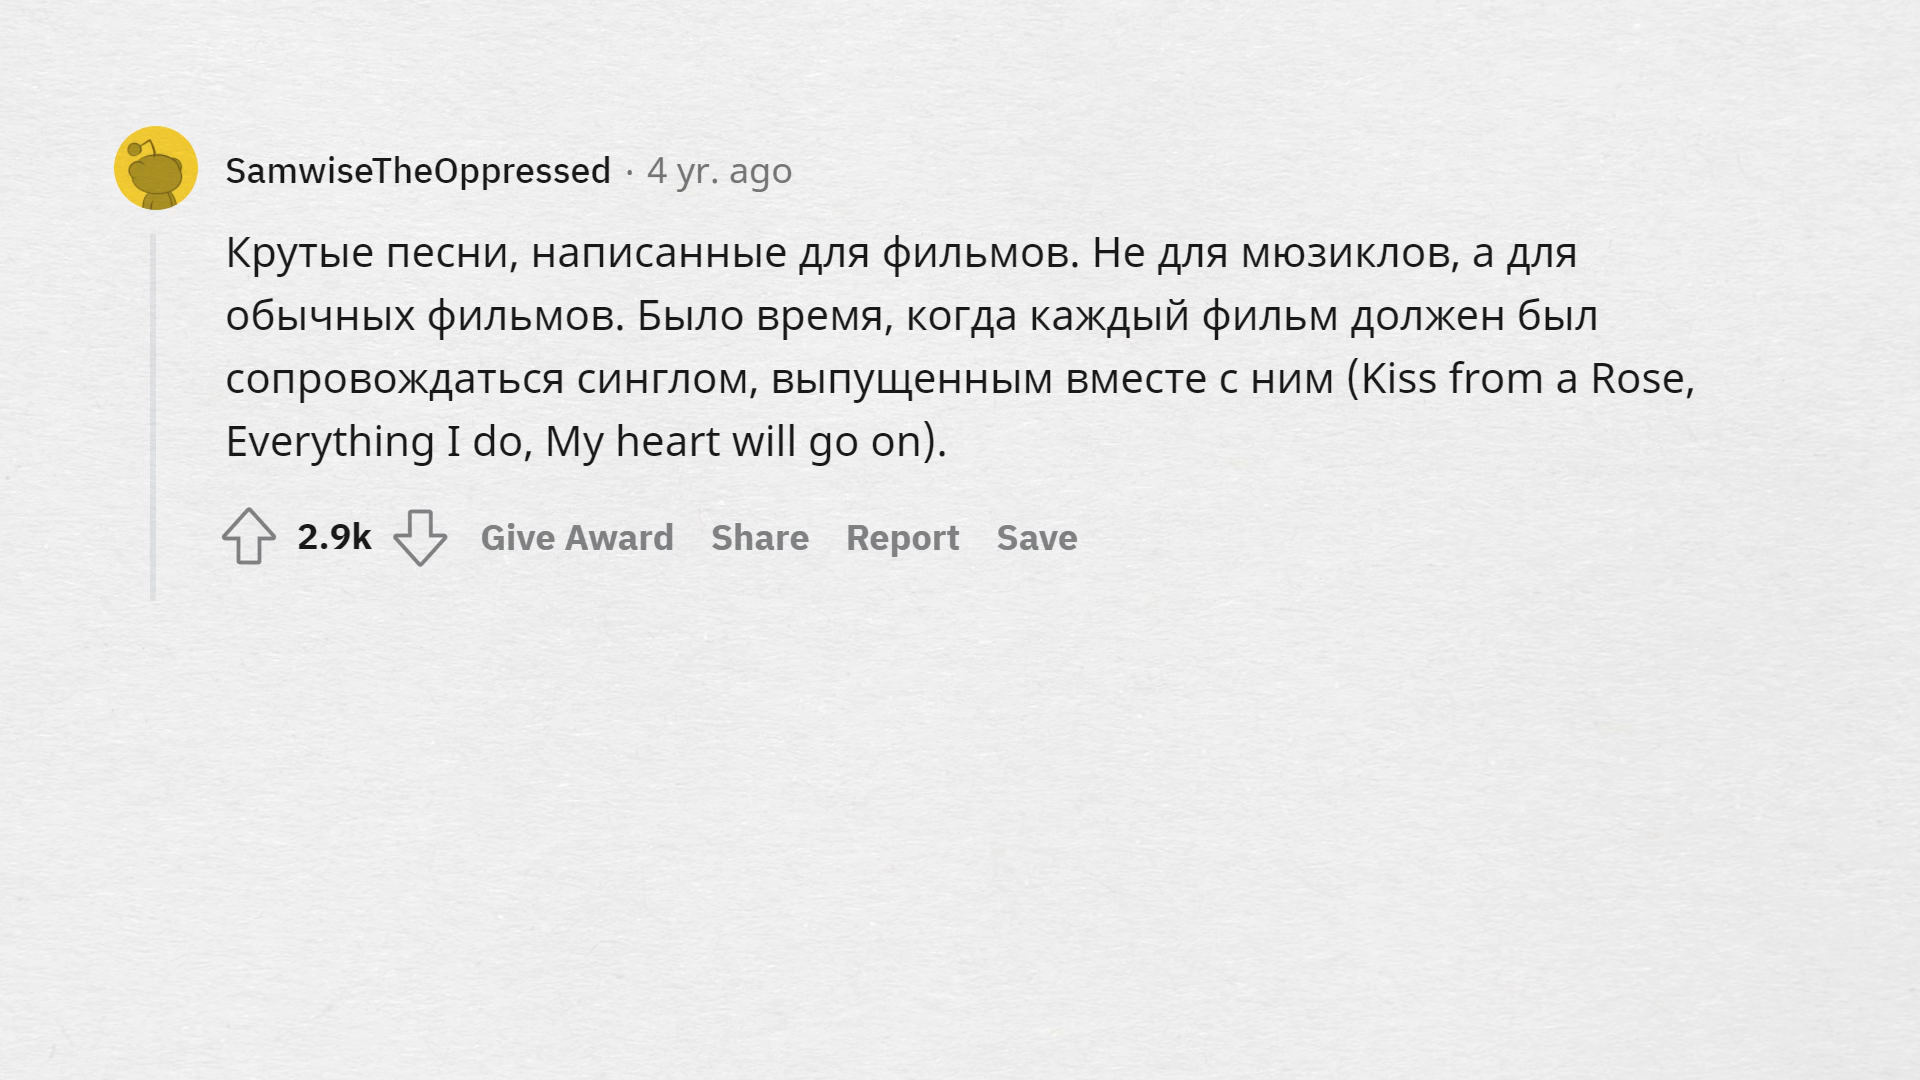 SamwiseTheOppressed · 4 yr. ago
Крутые песни, написанные для фильмов. Не для мюзиклов, а для
обычных фильмов. Было время, когда каждый фильм должен был
сопровождаться синглом, выпущенным вместе с ним (Kiss from a Rose,
Everything I do, My heart will go on).
2.9k Give Award Share Report Save